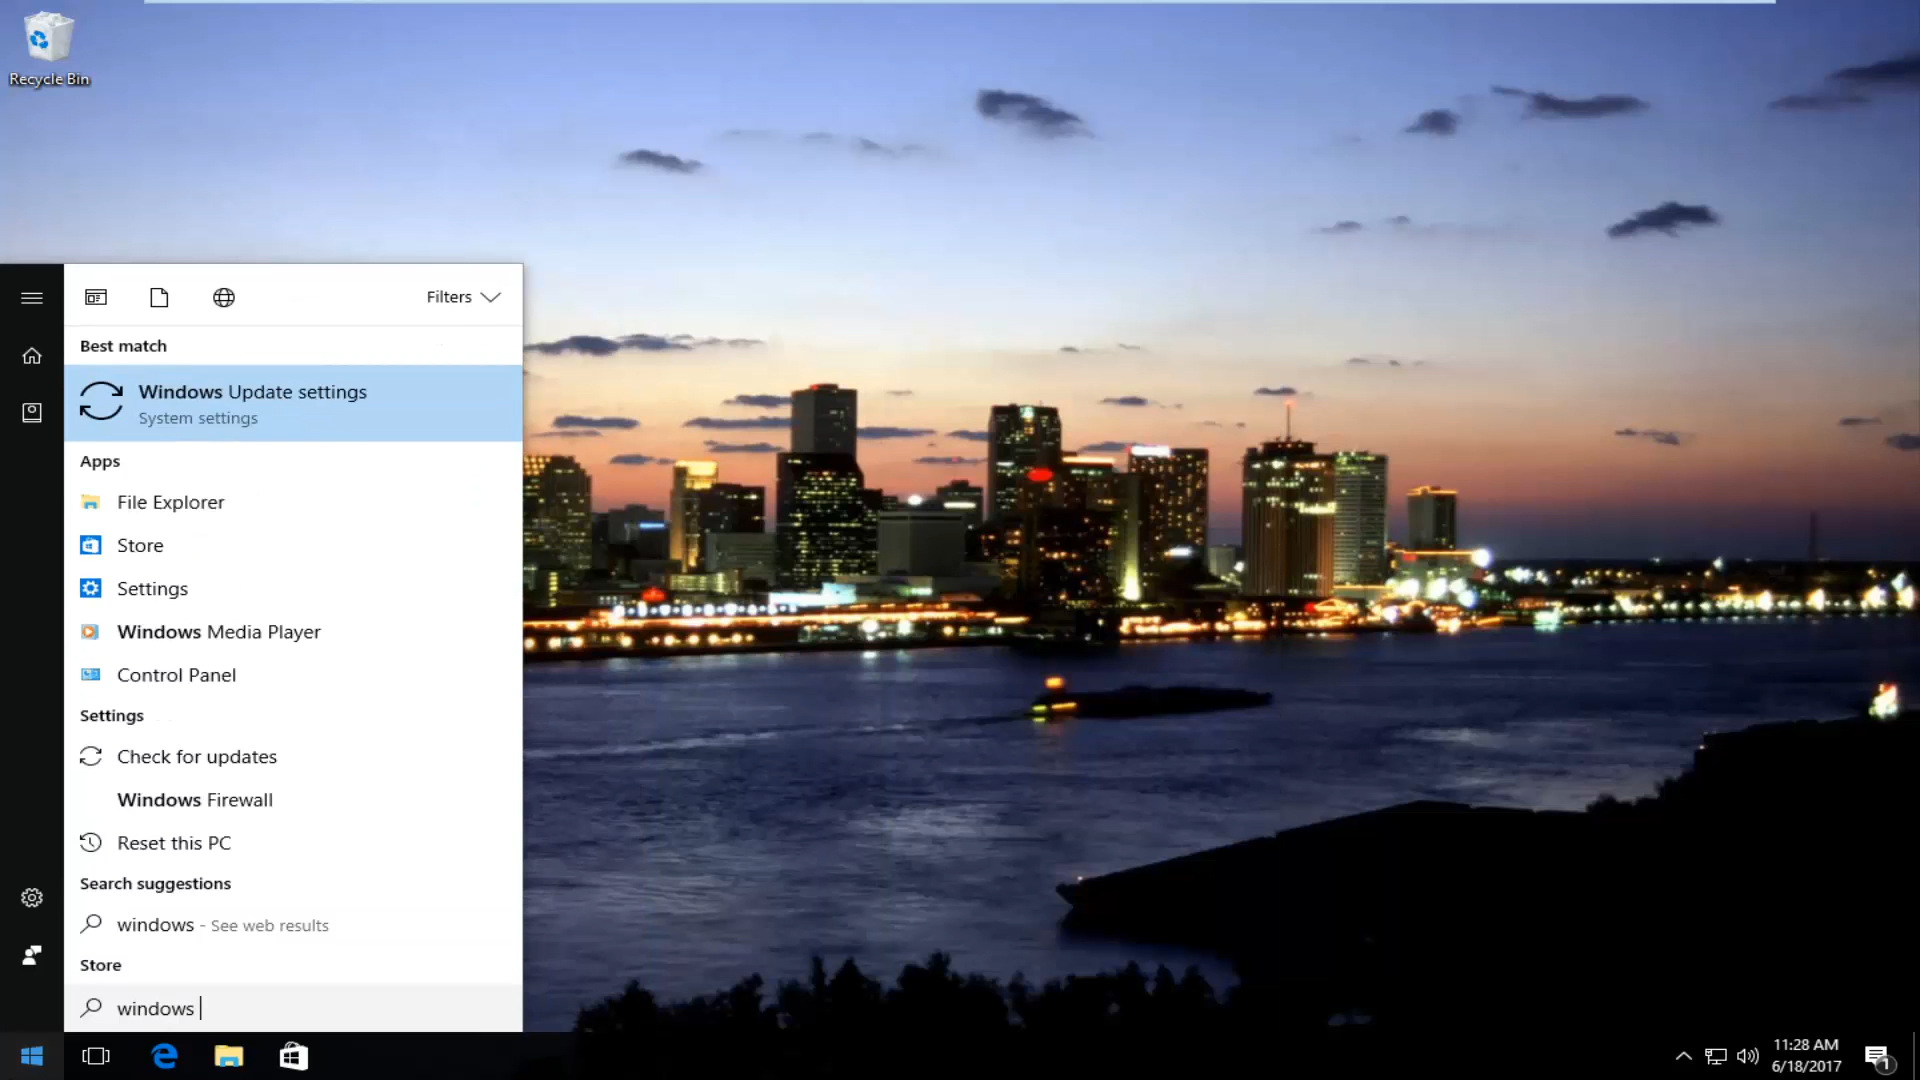 Recycle Bin
Filters
Best match
Windows Update settings
System settings
Apps
File Explorer
Store
Settings
Windows Media Player
Control Panel
Settings
Check for updates
Windows Firewall
Reset this PC
Search suggestions
windows - See web results
Store
windows
11:28 AM
6/18/2017
1